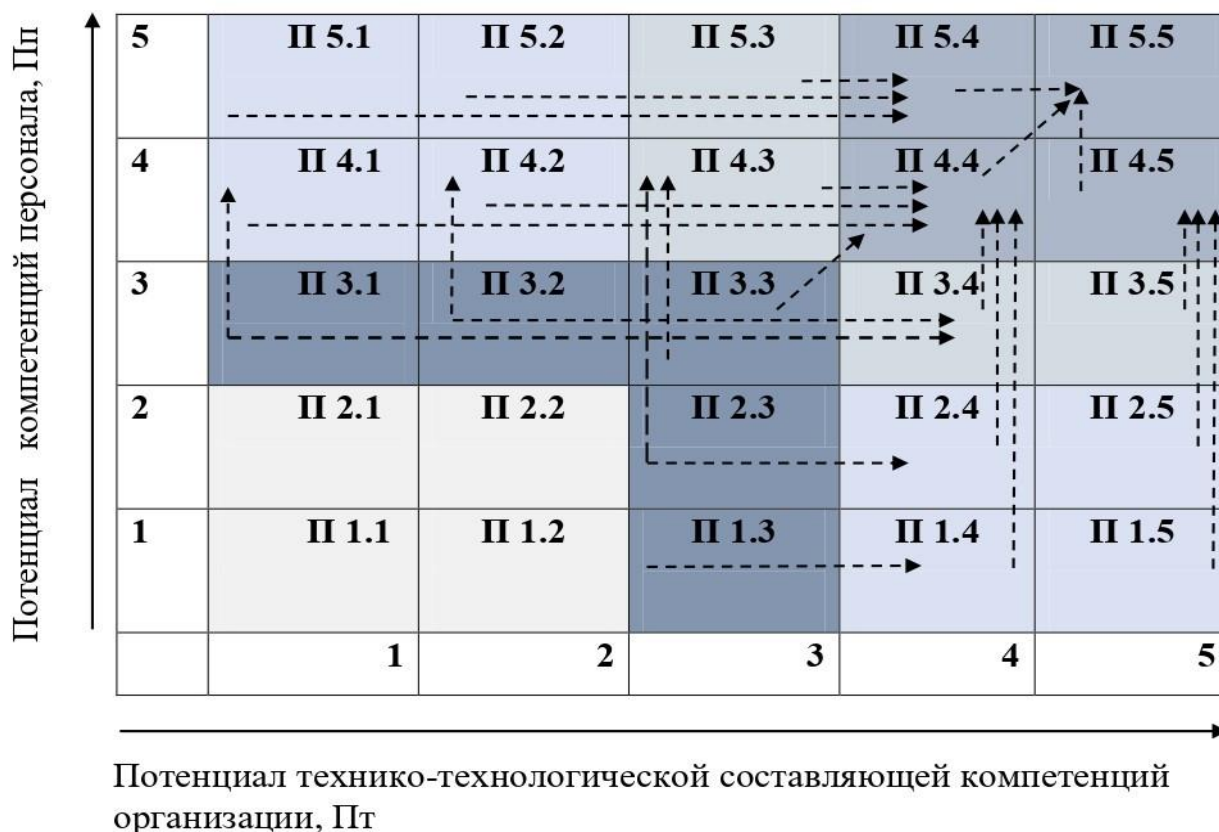 Потенциал компетенций персонала, Пп
5 П 5.1 П 5.2 П 5.3 П 5.4 П 5.5
4 П 4.1 П 4.2 П 4.3 П 4.4 П 4.5
3 П 3.1 П 3.2 П 3.3 П 3.4 П 3.5
2 П 2.1 П 2.2 П 2.3 П 2.4 П 2.5
1 П 1.1 П 1.2 П 1.3 П 1.4 П 1.5
1 2 3 4 5
Потенциал технико-технологической составляющей компетенций
организации, Пт